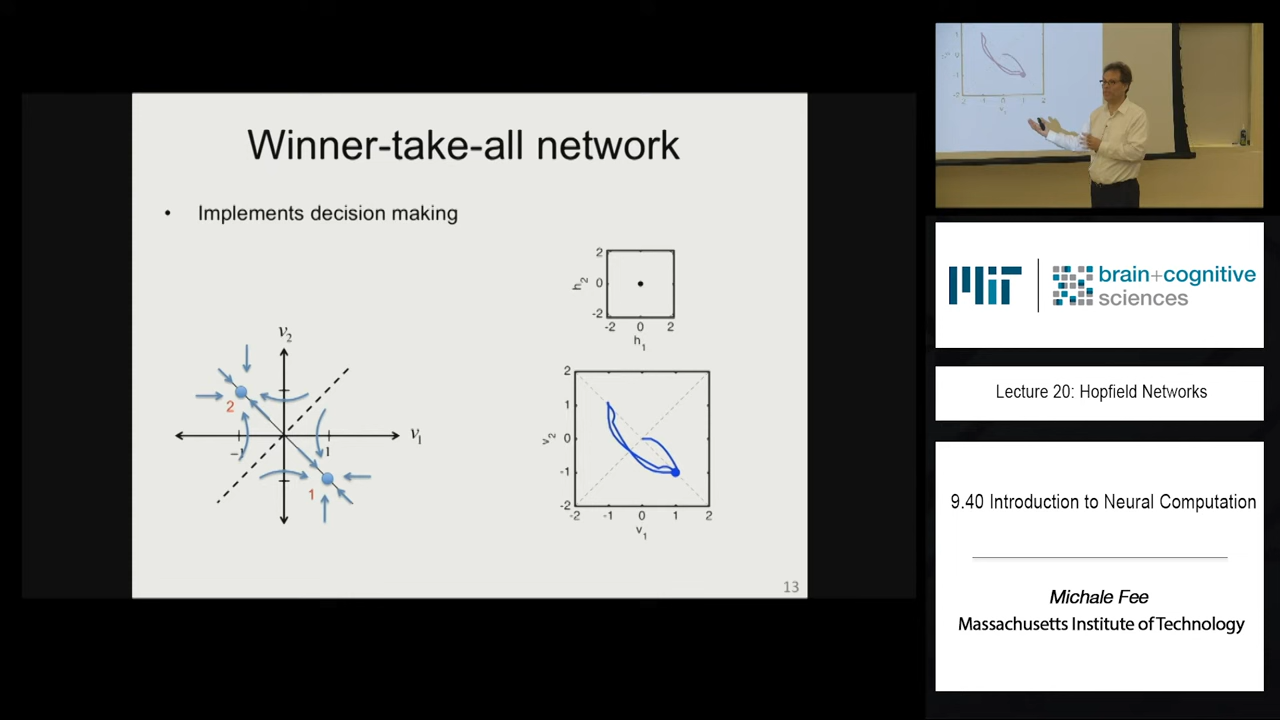 Winner-take-all network
• Implements decision making
2
0
-2
h2
-2 0 2
h1
v2
2
v1
-1
1
1
2
1
0
-1
-2
v2
-2 -1 0 1 2
v1
13
MIT
brain+cognitive
sciences
Lecture 20: Hopfield Networks
9.40 Introduction to Neural Computation
Michale Fee
Massachusetts Institute of Technology